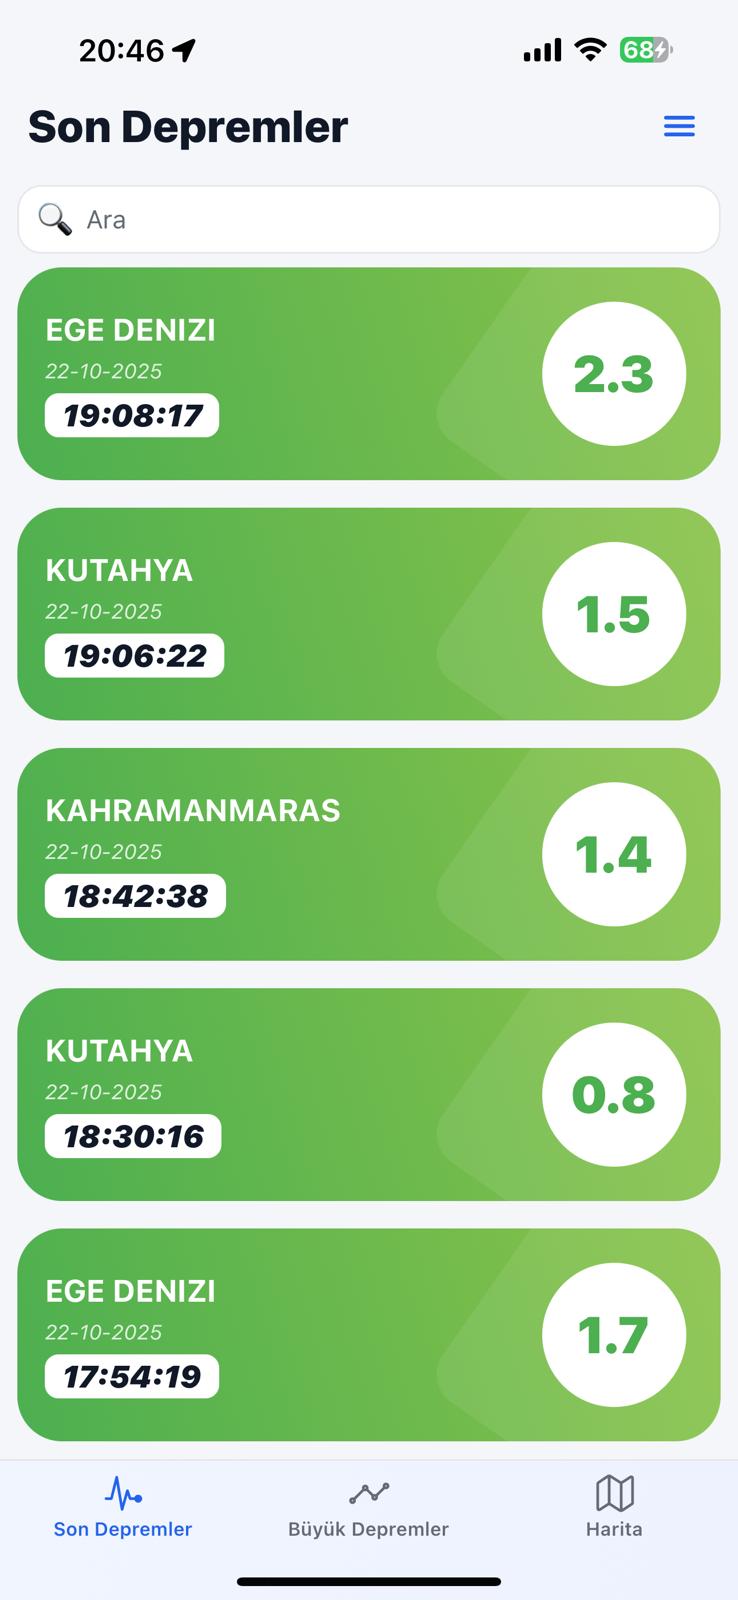 20:46
68
Son Depremler
Ara
EGE DENIZI
22-10-2025
19:08:17
2.3
KUTAHYA
22-10-2025
19:06:22
1.5
KAHRAMANMARAS
22-10-2025
18:42:38
1.4
KUTAHYA
22-10-2025
18:30:16
0.8
EGE DENIZI
22-10-2025
17:54:19
1.7
Son Depremler
Büyük Depremler
Harita